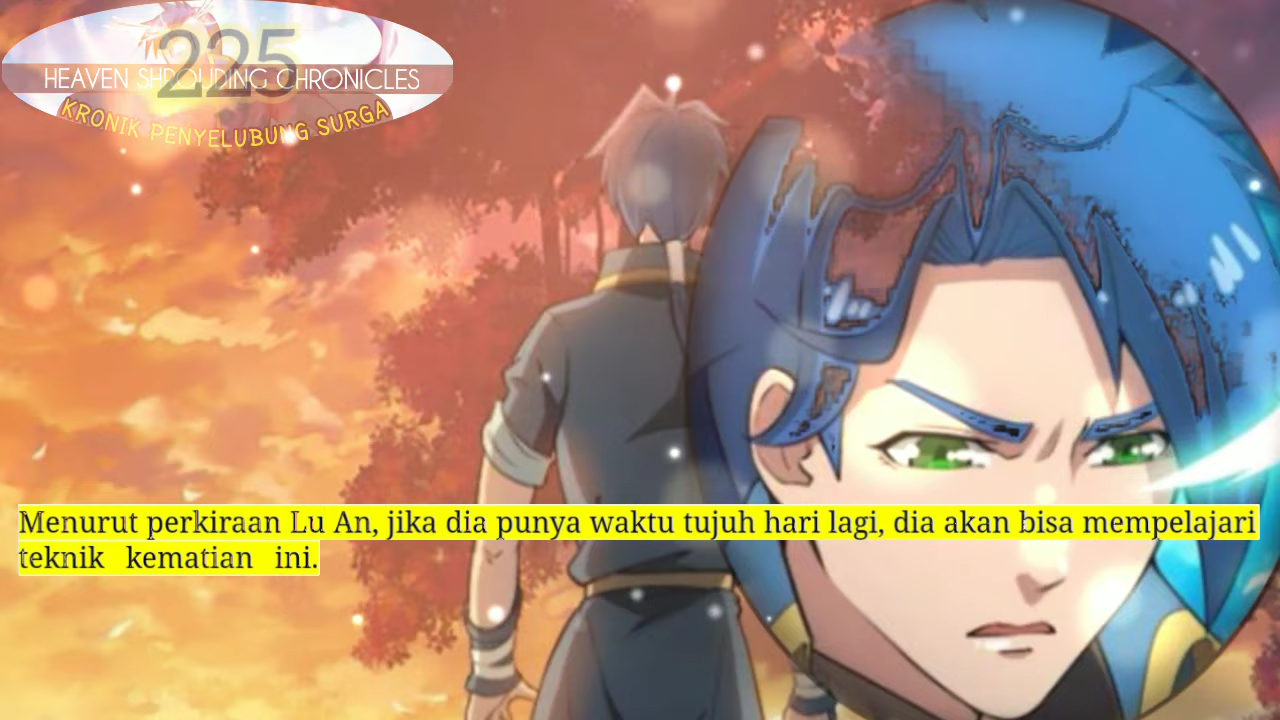 225
HEAVEN SHROUDING CHRONICLES
KRONIK PENYELUBUNG SURGA
Menurut perkiraan Lu An, jika dia punya waktu tujuh hari lagi, dia akan bisa mempelajari
teknik kematian ini.